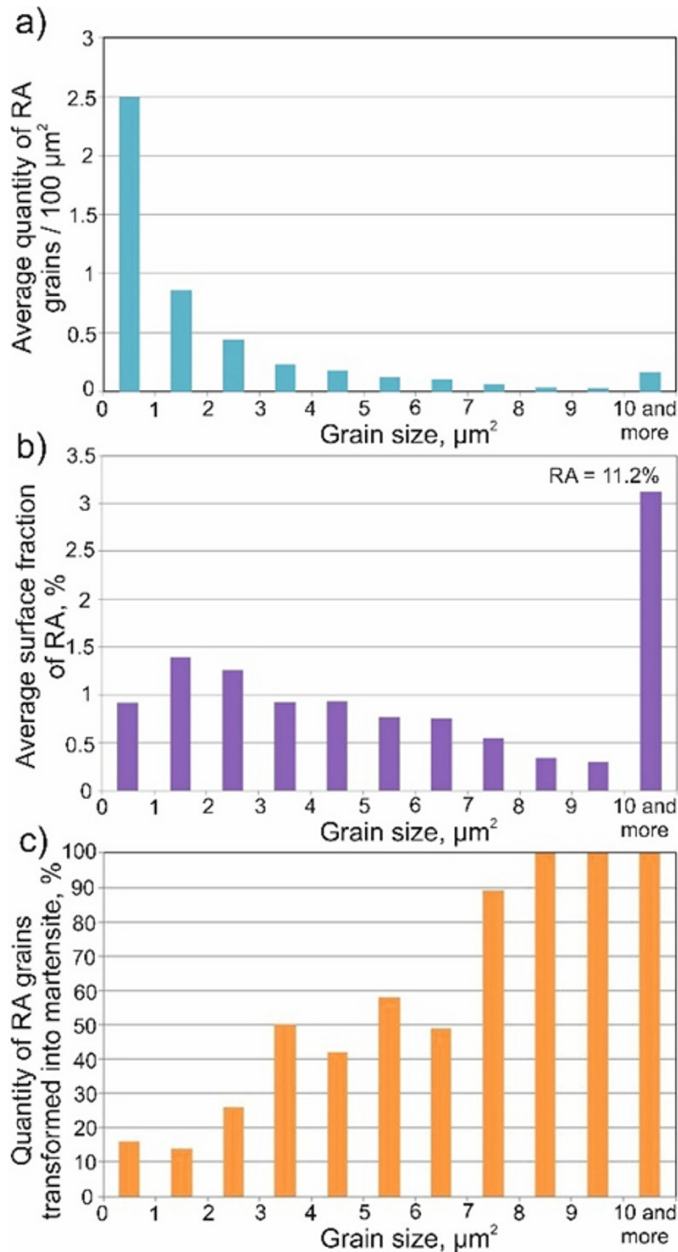 a)
Average quantity of RA
grains / 100 µm²
3
2.5
2
1.5
1
0.5
0
0 1 2 3 4 5 6 7 8 9 10 and
more
Grain size, µm²
b)
Average surface fraction
of RA, %
RA = 11.2%
3.5
3
2.5
2
1.5
1
0.5
0
0 1 2 3 4 5 6 7 8 9 10 and
more
Grain size, µm²
c)
Quantity of RA grains
transformed into martensite, %
100
90
80
70
60
50
40
30
20
10
0
0 1 2 3 4 5 6 7 8 9 10 and
more
Grain size, µm²